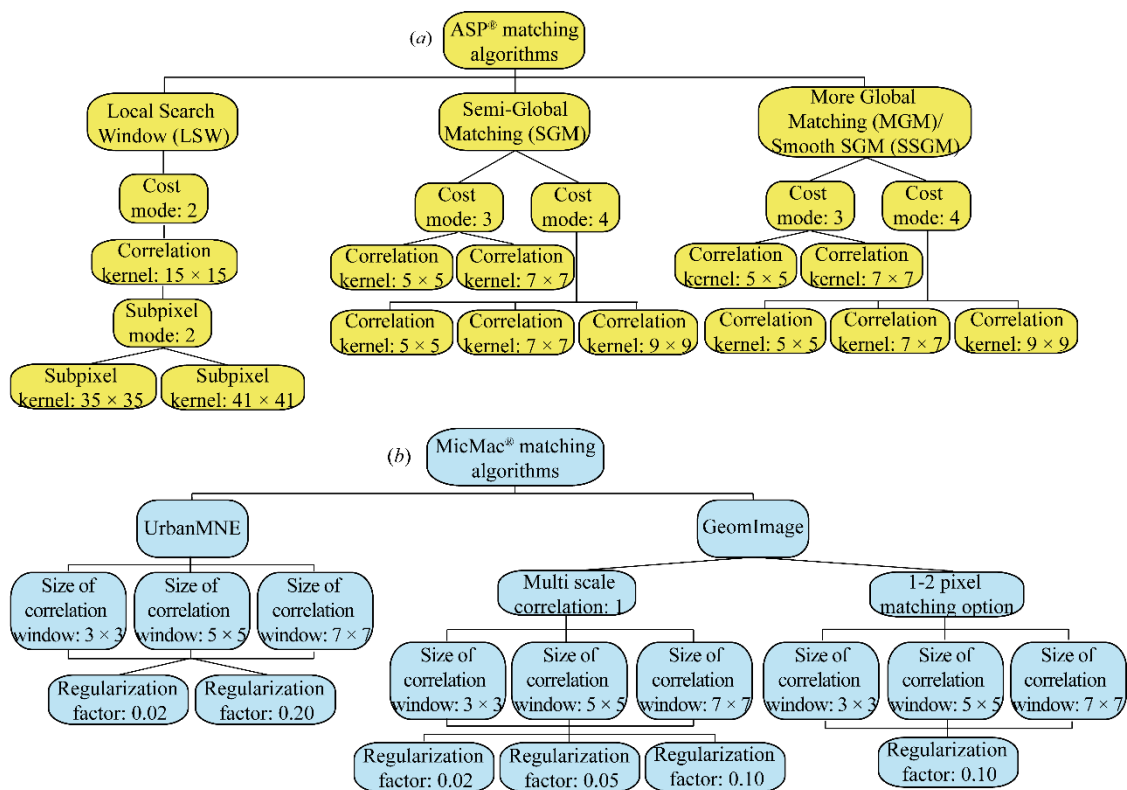 (a)
ASP® matching
algorithms
Local Search
Window (LSW)
Semi-Global
Matching (SGM)
More Global
Matching (MGM)/
Smooth SGM (SSGM)
Cost
mode: 2
Cost
mode: 3
Cost
mode: 4
Cost
mode: 3
Cost
mode: 4
Correlation
kernel: 15 × 15
Correlation
kernel: 5 × 5
Correlation
kernel: 7 × 7
Correlation
kernel: 5 × 5
Correlation
kernel: 7 × 7
Subpixel
mode: 2
Correlation
kernel: 5 × 5
Correlation
kernel: 7 × 7
Correlation
kernel: 9 × 9
Correlation
kernel: 5 × 5
Correlation
kernel: 7 × 7
Correlation
kernel: 9 × 9
Subpixel
kernel: 35 × 35
Subpixel
kernel: 41 × 41
(b)
MicMac® matching
algorithms
UrbanMNE
GeomImage
Size of
correlation
window: 3 × 3
Size of
correlation
window: 5 × 5
Size of
correlation
window: 7 × 7
Regularization
factor: 0.02
Regularization
factor: 0.20
Multi scale
correlation: 1
1-2 pixel
matching option
Size of
correlation
window: 3 × 3
Size of
correlation
window: 5 × 5
Size of
correlation
window: 7 × 7
Size of
correlation
window: 3 × 3
Size of
correlation
window: 5 × 5
Size of
correlation
window: 7 × 7
Regularization
factor: 0.02
Regularization
factor: 0.05
Regularization
factor: 0.10
Regularization
factor: 0.10